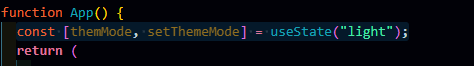 function App() {
const [themMode, setThemeMode] = useState("light");
return (